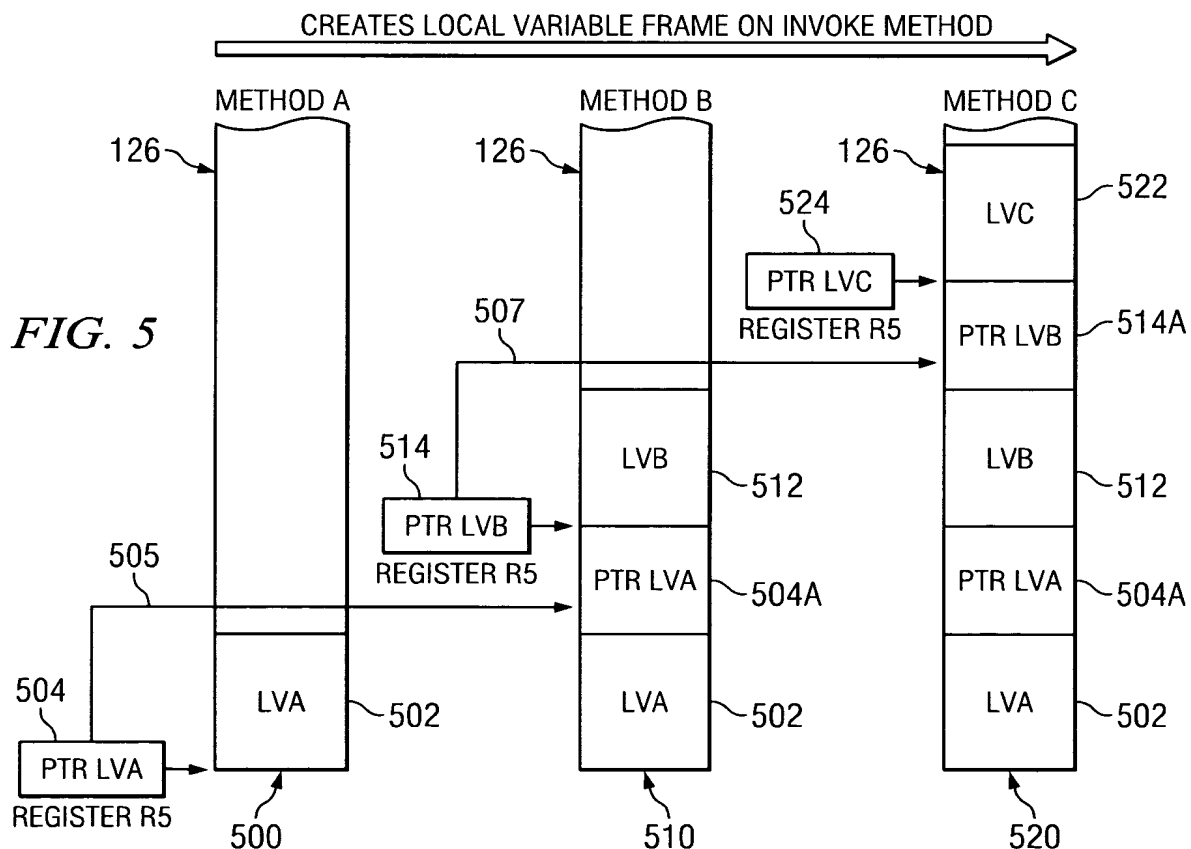 CREATES LOCAL VARIABLE FRAME ON INVOKE METHOD
METHOD A
METHOD B
METHOD C
126
126
126
522
LVC
524
PTR LVC
REGISTER R5
507
514A
PTR LVB
FIG. 5
514
LVB
512
LVB
512
PTR LVB
REGISTER R5
505
PTR LVA
504A
PTR LVA
504A
504
LVA
502
LVA
502
LVA
502
PTR LVA
REGISTER R5
500
510
520